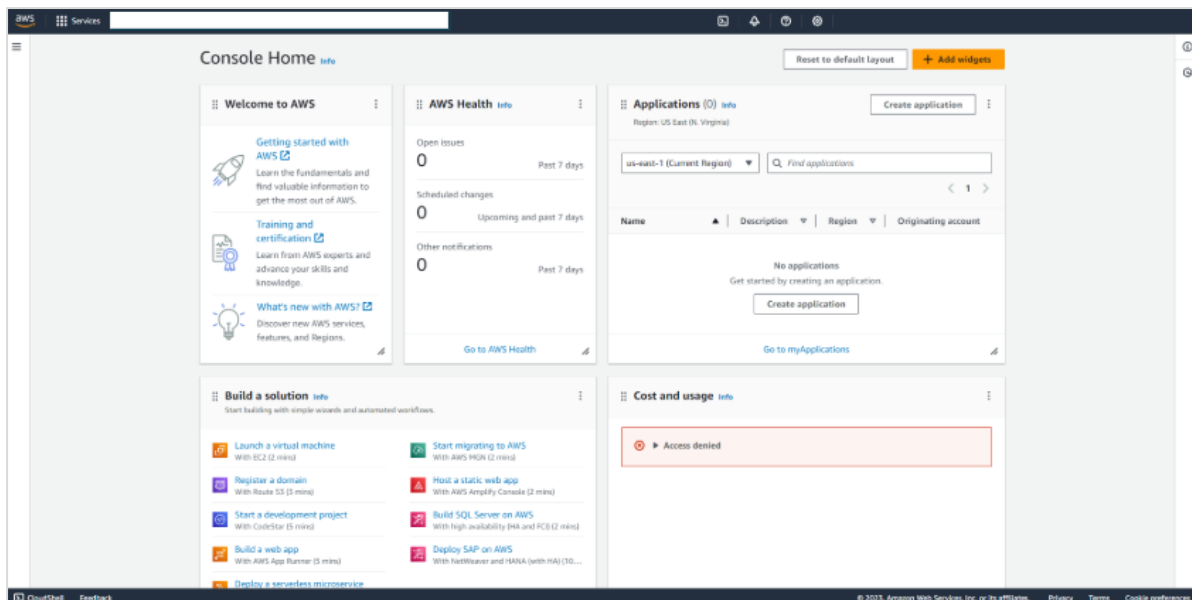 aws
Services
Console Home Info
Reset to default layout
+ Add widgets
Welcome to AWS
Getting started with
AWS
Learn the fundamentals and
find valuable information to
get the most out of AWS.
Training and
certification
Learn from AWS experts and
advance your skills and
knowledge.
What's new with AWS?
Discover new AWS services,
features, and Regions.
AWS Health Info
Open issues
0
Past 7 days
Scheduled changes
0
Upcoming and past 7 days
Other notifications
0
Past 7 days
Go to AWS Health
Applications (0) Info
Region: US East (N. Virginia)
Create application
us-east-1 (Current Region)
Find applications
1
Name
Description
Region
Originating account
No applications
Get started by creating an application.
Create application
Go to myApplications
Build a solution Info
Start building with simple wizards and automated workflows.
Launch a virtual machine
With EC2 (2 mins)
Register a domain
With Route 53 (3 mins)
Start a development project
With CodeStar (5 mins)
Build a web app
With AWS App Runner (5 mins)
Deploy a serverless microservice
Start migrating to AWS
With AWS MGN (2 mins)
Host a static web app
With AWS Amplify Console (2 mins)
Build SQL Server on AWS
With high availability (HA and FCI) (2 mins)
Deploy SAP on AWS
With NetWeaver and HANA (with HA) (10...
Cost and usage Info
Access denied
CloudShell
Feedback
© 2023, Amazon Web Services, Inc. or its affiliates.
Privacy
Terms
Cookie preferences